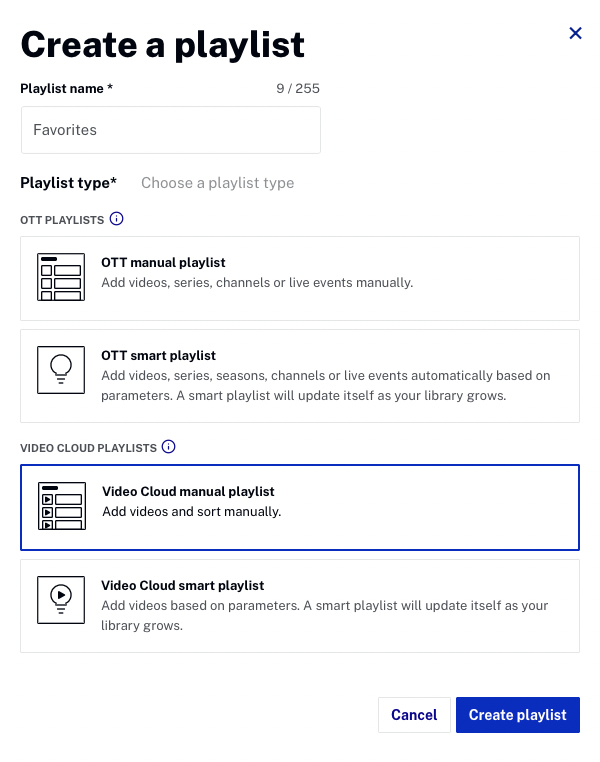 Create a playlist
Playlist name * 9 / 255
Favorites
Playlist type* Choose a playlist type
OTT PLAYLISTS
OTT manual playlist
Add videos, series, channels or live events manually.
OTT smart playlist
Add videos, series, seasons, channels or live events automatically based on
parameters. A smart playlist will update itself as your library grows.
VIDEO CLOUD PLAYLISTS
Video Cloud manual playlist
Add videos and sort manually.
Video Cloud smart playlist
Add videos based on parameters. A smart playlist will update itself as your
library grows.
Cancel Create playlist